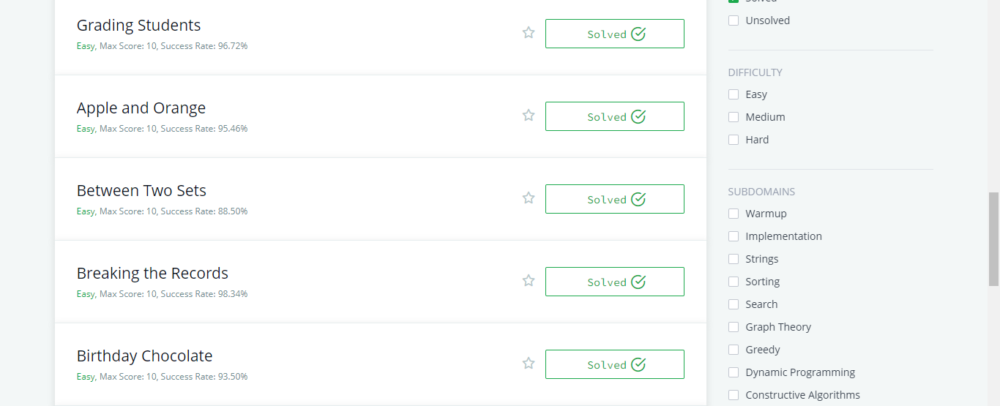 Grading Students
Easy, Max Score: 10, Success Rate: 96.72%
Solved
Apple and Orange
Easy, Max Score: 10, Success Rate: 95.46%
Solved
Between Two Sets
Easy, Max Score: 10, Success Rate: 88.50%
Solved
Breaking the Records
Easy, Max Score: 10, Success Rate: 98.34%
Solved
Birthday Chocolate
Easy, Max Score: 10, Success Rate: 93.50%
Solved
Solved
Unsolved
DIFFICULTY
Easy
Medium
Hard
SUBDOMAINS
Warmup
Implementation
Strings
Sorting
Search
Graph Theory
Greedy
Dynamic Programming
Constructive Algorithms